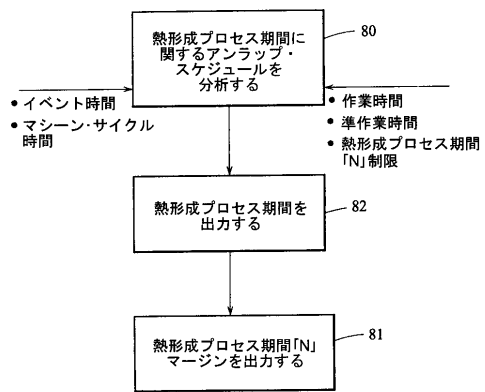 熱形成プロセス期間に
関するアンラップ・
スケジュールを
分析する
80
● イベント時間
● マシーン・サイクル
時間
● 作業時間
● 準作業時間
● 熱形成プロセス期間
「N」制限
熱形成プロセス期間を
出力する
82
熱形成プロセス期間「N」
マージンを出力する
81